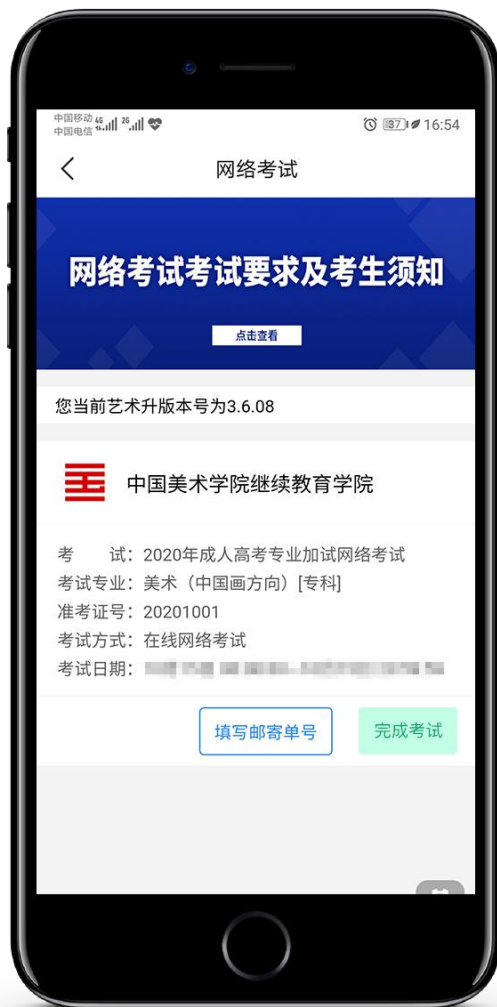 中国移动 4G 2G
中国电信
37 16:54
网络考试
网络考试考试要求及考生须知
点击查看
您当前艺术升版本号为3.6.08
中国美术学院继续教育学院
考 试：2020年成人高考专业加试网络考试
考试专业：美术（中国画方向）[专科]
准考证号：20201001
考试方式：在线网络考试
考试日期：
填写邮寄单号
完成考试